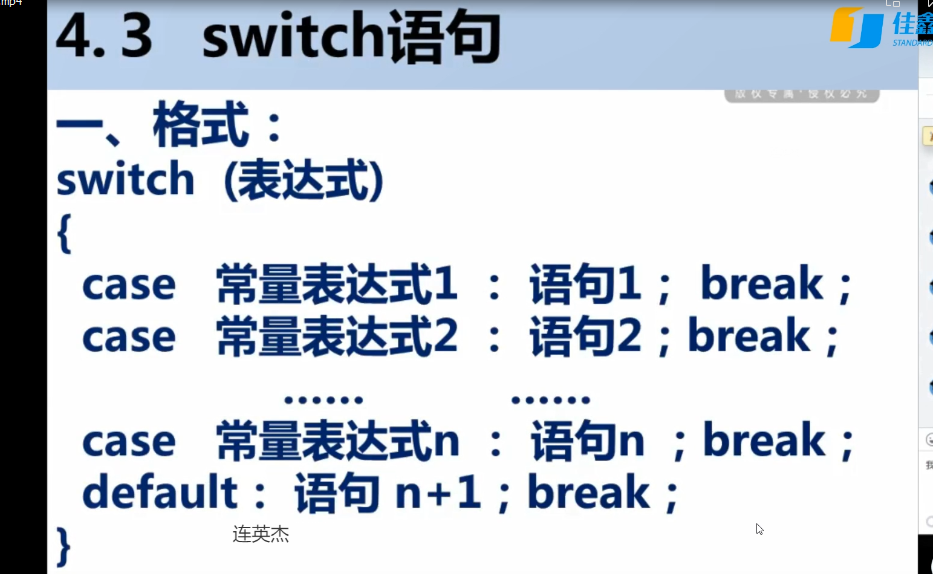 mp4
4.3 switch语句
佳鑫
STANDARD
版权专属·侵权必究
一、格式：
switch (表达式)
{
case 常量表达式1 ： 语句1； break；
case 常量表达式2 ： 语句2；break；
…… ……
case 常量表达式n ： 语句n ；break；
default： 语句 n+1；break；
连英杰
}